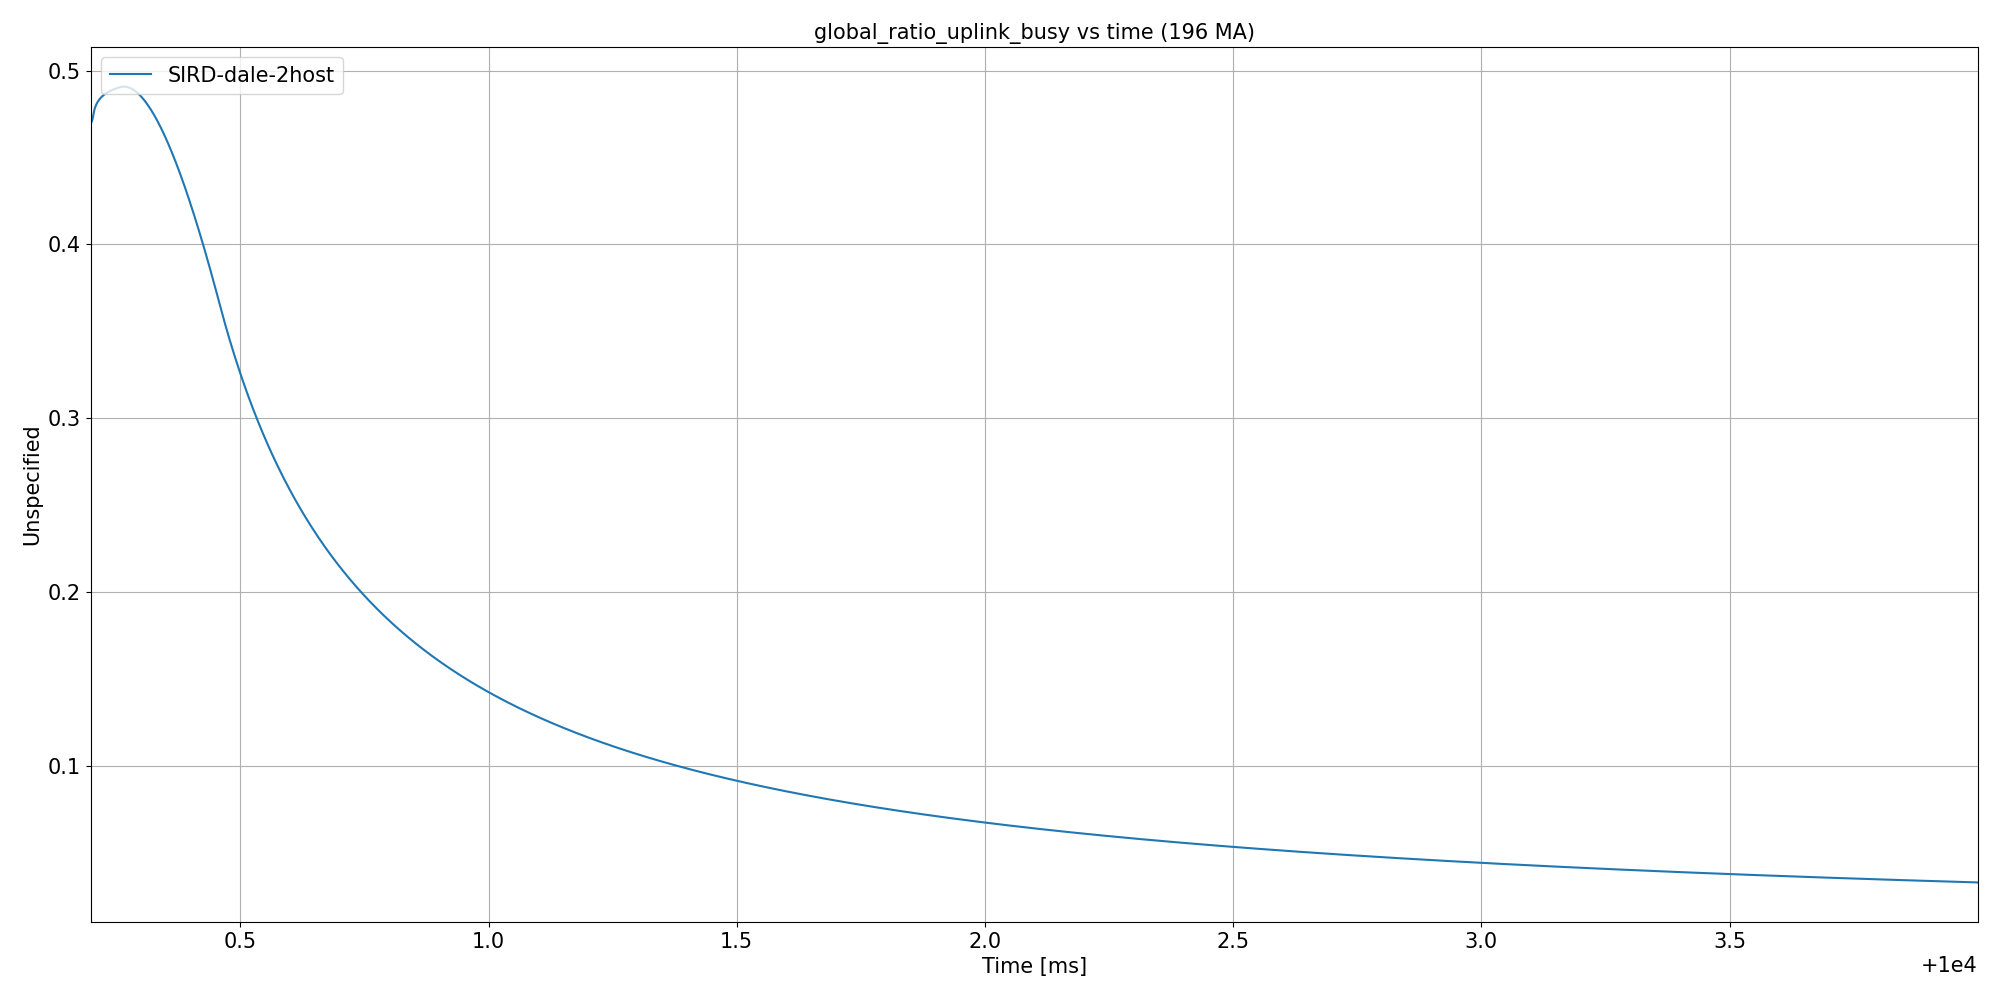 global_ratio_uplink_busy vs time (196 MA)
SIRD-dale-2host
0.5
0.4
0.3
0.2
0.1
Unspecified
0.5 1.0 1.5 2.0 2.5 3.0 3.5
Time [ms]
+1e4